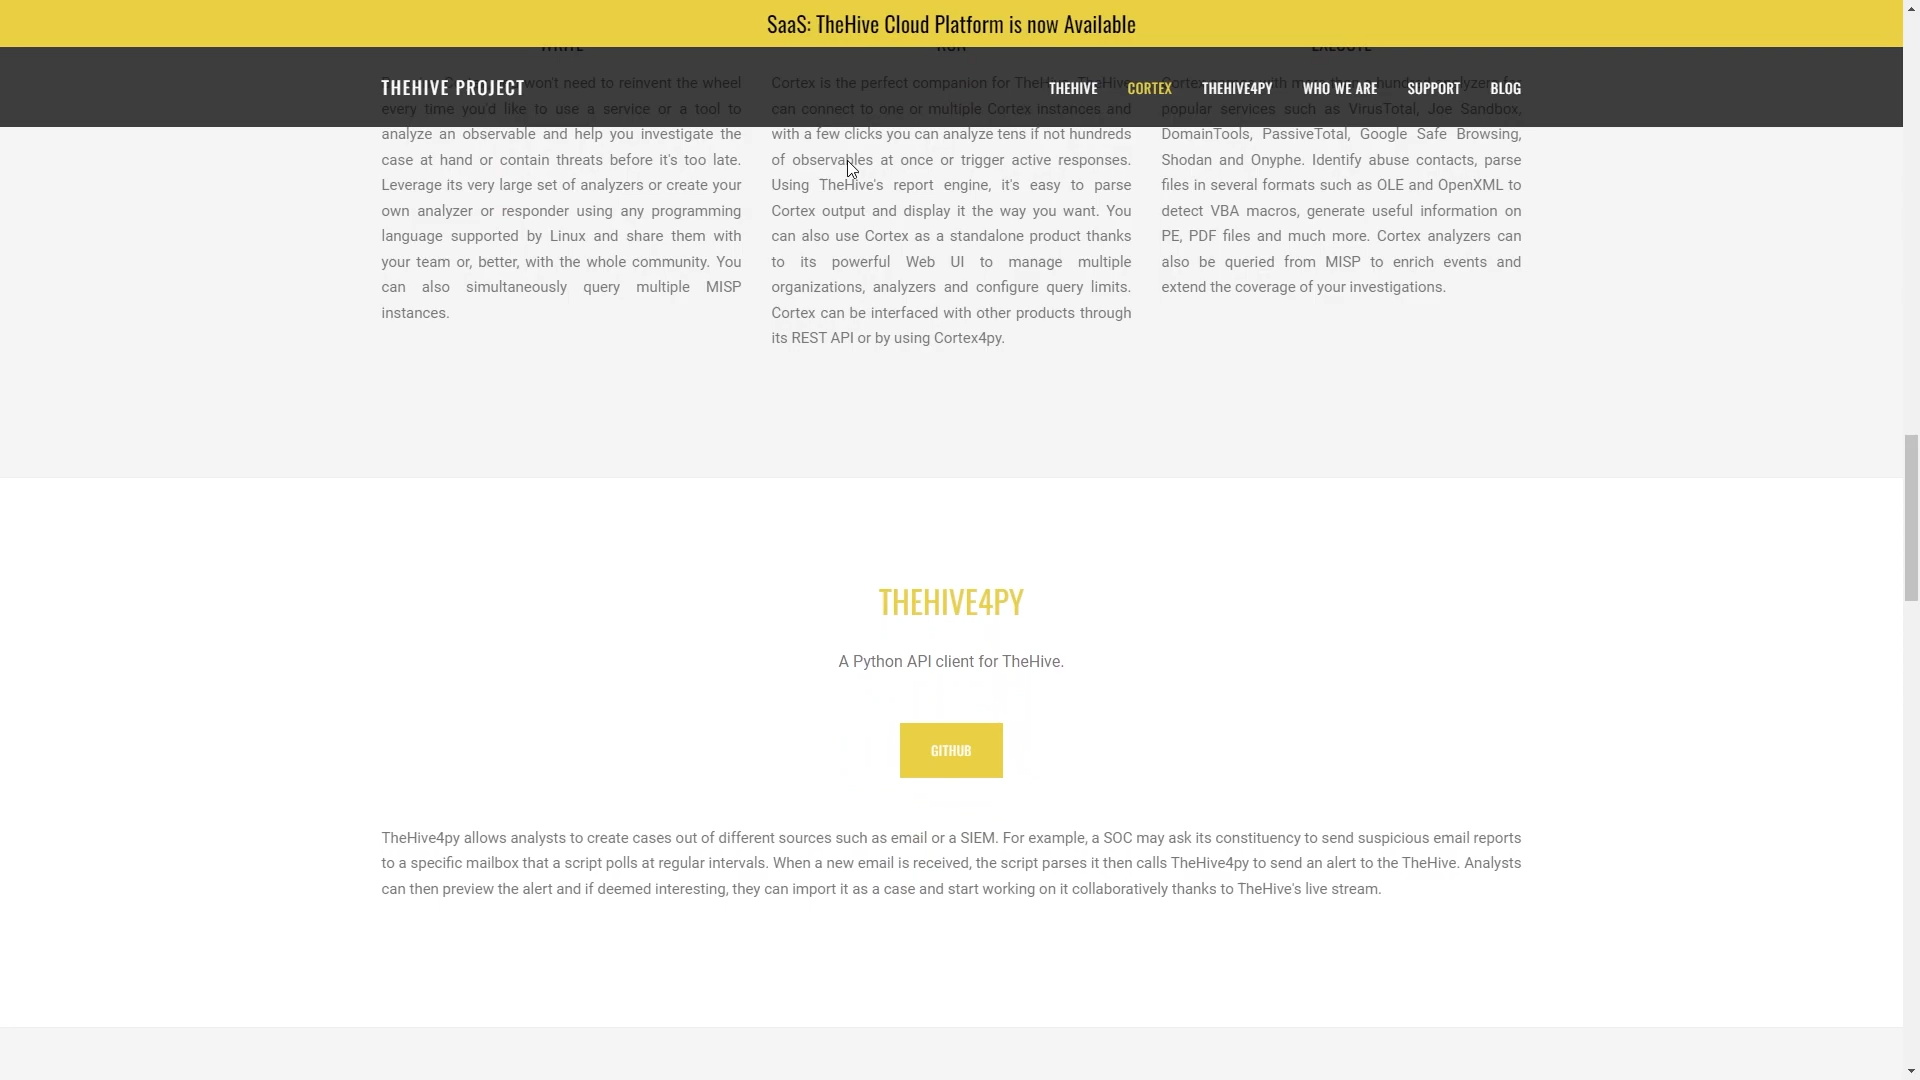 SaaS: TheHive Cloud Platform is now Available
THEHIVE PROJECT
THEHIVE
CORTEX
THEHIVE4PY
WHO WE ARE
SUPPORT
BLOG
won't need to reinvent the wheel
every time you'd like to use a service or a tool to
analyze an observable and help you investigate the
case at hand or contain threats before it's too late.
Leverage its very large set of analyzers or create your
own analyzer or responder using any programming
language supported by Linux and share them with
your team or, better, with the whole community. You
can also simultaneously query multiple MISP
instances.
Cortex is the perfect companion for TheHive. TheHive
can connect to one or multiple Cortex instances and
with a few clicks you can analyze tens if not hundreds
of observables at once or trigger active responses.
Using TheHive's report engine, it's easy to parse
Cortex output and display it the way you want. You
can also use Cortex as a standalone product thanks
to its powerful Web UI to manage multiple
organizations, analyzers and configure query limits.
Cortex can be interfaced with other products through
its REST API or by using Cortex4py.
Cortex comes with more than a hundred analyzers for
popular services such as VirusTotal, Joe Sandbox,
DomainTools, PassiveTotal, Google Safe Browsing,
Shodan and Onyphe. Identify abuse contacts, parse
files in several formats such as OLE and OpenXML to
detect VBA macros, generate useful information on
PE, PDF files and much more. Cortex analyzers can
also be queried from MISP to enrich events and
extend the coverage of your investigations.
THEHIVE4PY
A Python API client for TheHive.
GITHUB
TheHive4py allows analysts to create cases out of different sources such as email or a SIEM. For example, a SOC may ask its constituency to send suspicious email reports
to a specific mailbox that a script polls at regular intervals. When a new email is received, the script parses it then calls TheHive4py to send an alert to the TheHive. Analysts
can then preview the alert and if deemed interesting, they can import it as a case and start working on it collaboratively thanks to TheHive's live stream.